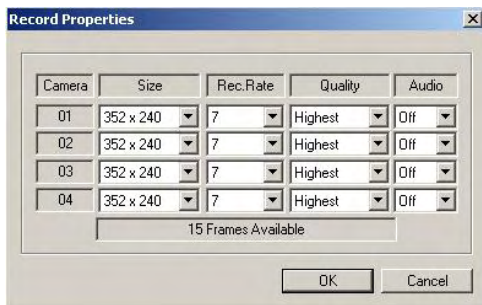 Record Properties
Camera Size Rec.Rate Quality Audio
01 352 x 240 7 Highest Off
02 352 x 240 7 Highest Off
03 352 x 240 7 Highest Off
04 352 x 240 7 Highest Off
15 Frames Available
OK Cancel